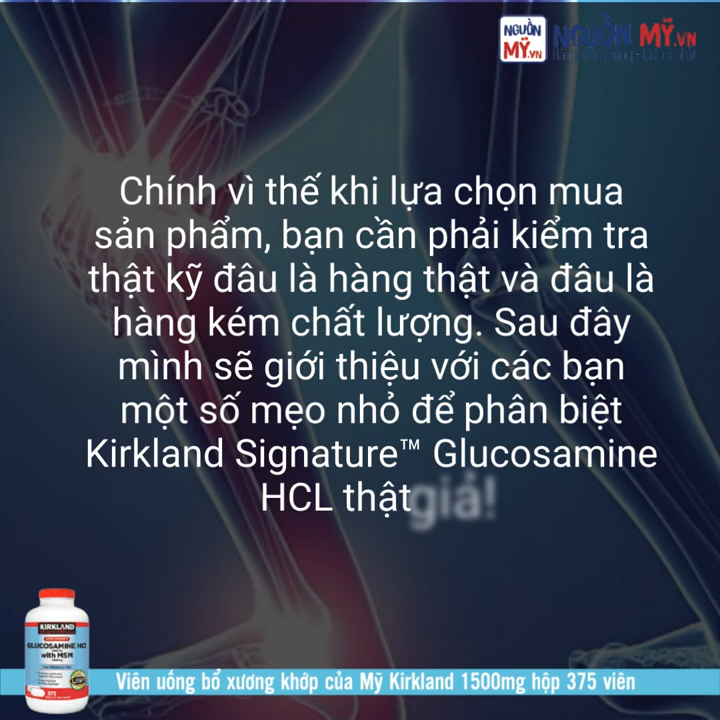 NGUỒN
MỸ.VN
NGUỒN MỸ.VN
Chính vì thế khi lựa chọn mua
sản phẩm, bạn cần phải kiểm tra
thật kỹ đâu là hàng thật và đâu là
hàng kém chất lượng. Sau đây
mình sẽ giới thiệu với các bạn
một số mẹo nhỏ để phân biệt
Kirkland Signature™ Glucosamine
HCL thật giả!
KIRKLAND
GLUCOSAMINE HCl
with MSM
375
Viên uống bổ xương khớp của Mỹ Kirkland 1500mg hộp 375 viên